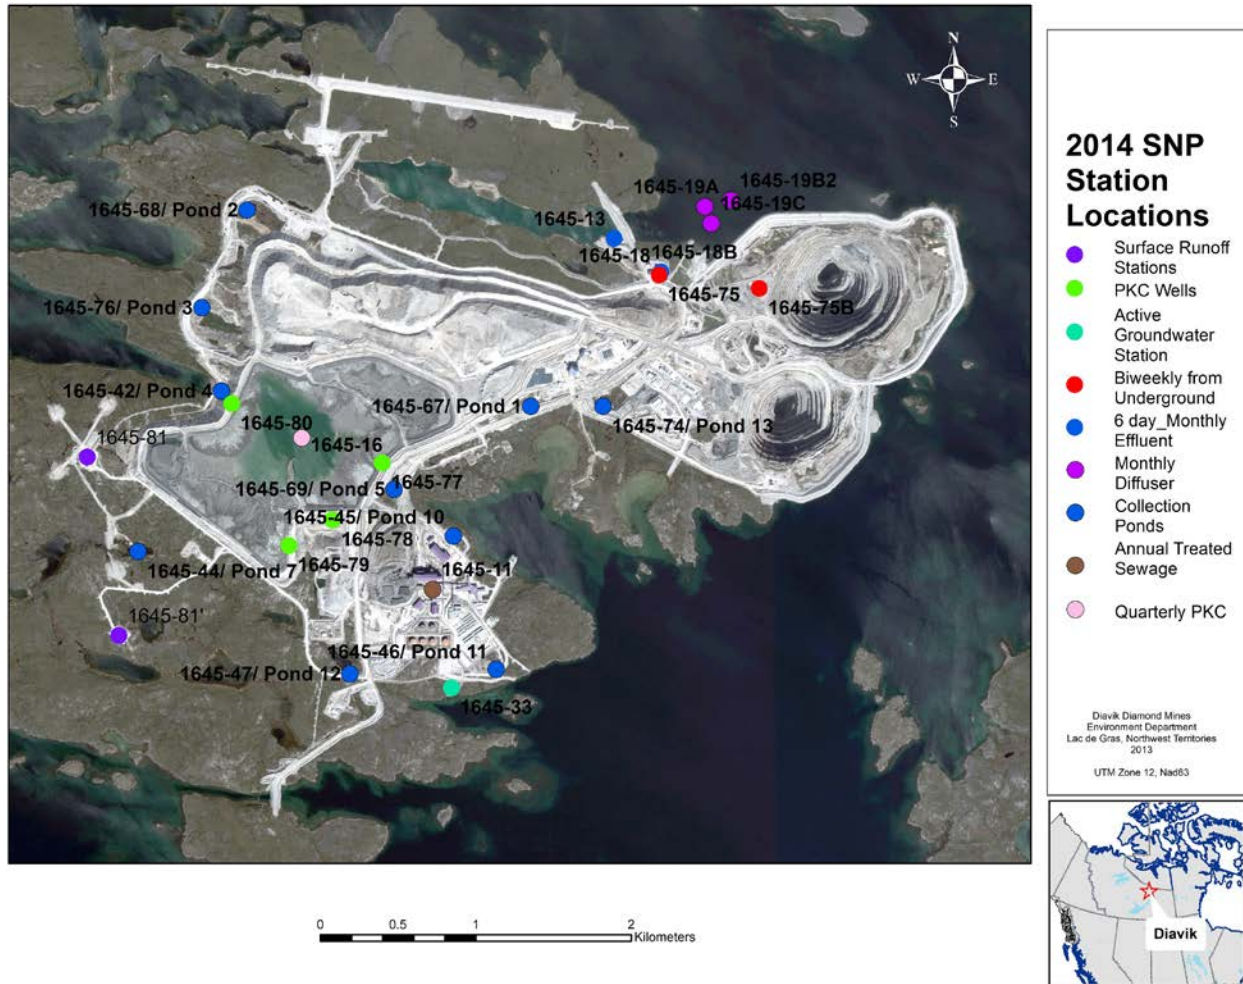 N
W E
S
1645-19A 1645-19B2
1645-19C
1645-68/ Pond 2
1645-13
1645-18 1645-18B
1645-75
1645-75B
1645-76/ Pond 3
1645-42/ Pond 4
1645-67/ Pond 1
1645-80
1645-74/ Pond 13
1645-81
1645-16
1645-69/ Pond 5 1645-77
1645-45/ Pond 10
1645-78
1645-44/ Pond 7 1645-79
1645-11
1645-81'
1645-46/ Pond 11
1645-47/ Pond 12
1645-33
0 0.5 1 2
Kilometers
2014 SNP
Station
Locations
Surface Runoff
Stations
PKC Wells
Active
Groundwater
Station
Biweekly from
Underground
6 day_Monthly
Effluent
Monthly
Diffuser
Collection
Ponds
Annual Treated
Sewage
Quarterly PKC
Diavik Diamond Mines
Environment Department
Lac de Gras, Northwest Territories
2013
UTM Zone 12, Nad83
Diavik